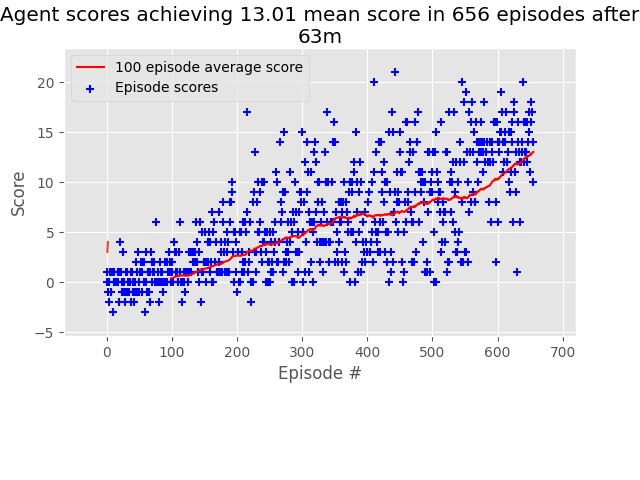 Agent scores achieving 13.01 mean score in 656 episodes after
63m
100 episode average score
Episode scores
Score
20
15
10
5
0
−5
0 100 200 300 400 500 600 700
Episode #